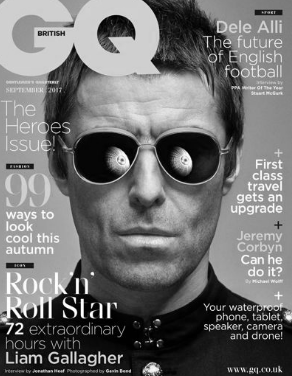 GQ
BRITISH
GENTLEMEN'S QUARTERLY
SEPTEMBER / 2017
The
Heroes
Issue!
FASHION
99
ways to
look
cool this
autumn
ICON
Rock'n'
Roll Star
72 extraordinary
hours with
Liam Gallagher
Interview by Jonathan Heaf Photographed by Gavin Bond
SPORT
Dele Alli
The future
of English
football
Interview by
PPA Writer Of The Year
Stuart McGurk
+
First
class
travel
gets an
upgrade
+
Jeremy
Corbyn
Can he
do it?
By Michael Wolff
+
Your waterproof
phone, tablet,
speaker, camera
and drone!
www.gq.co.uk